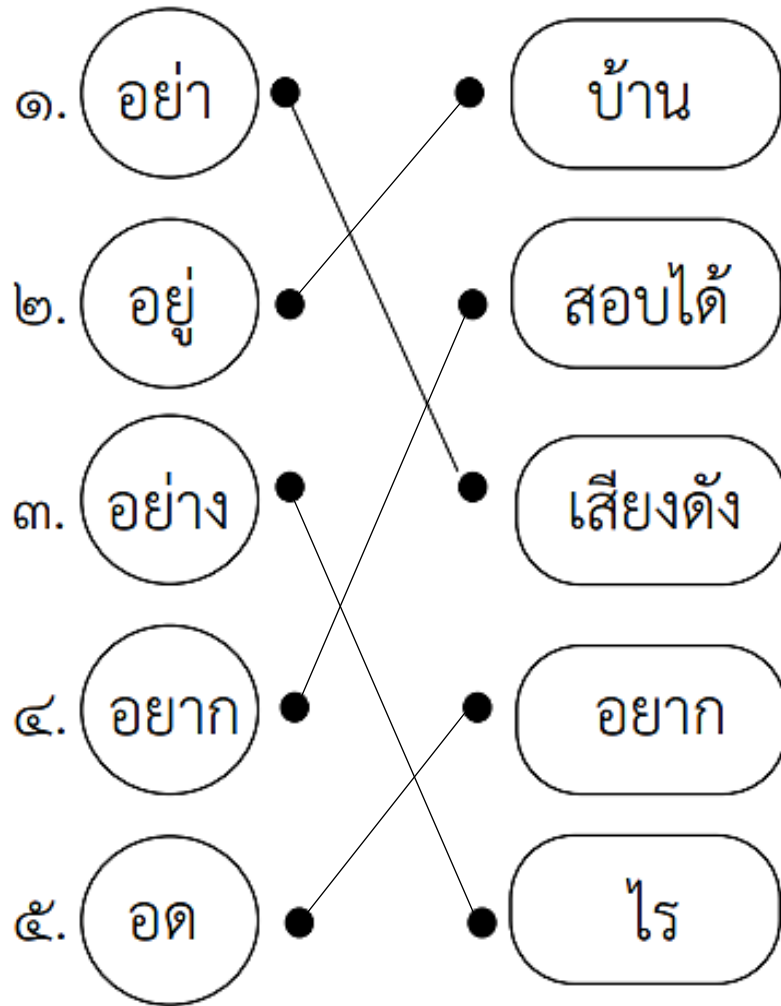 ๑. อย่า บ้าน
๒. อยู่ สอบได้
๓. อย่าง เสียงดัง
๔. อยาก อยาก
๕. อด ไร